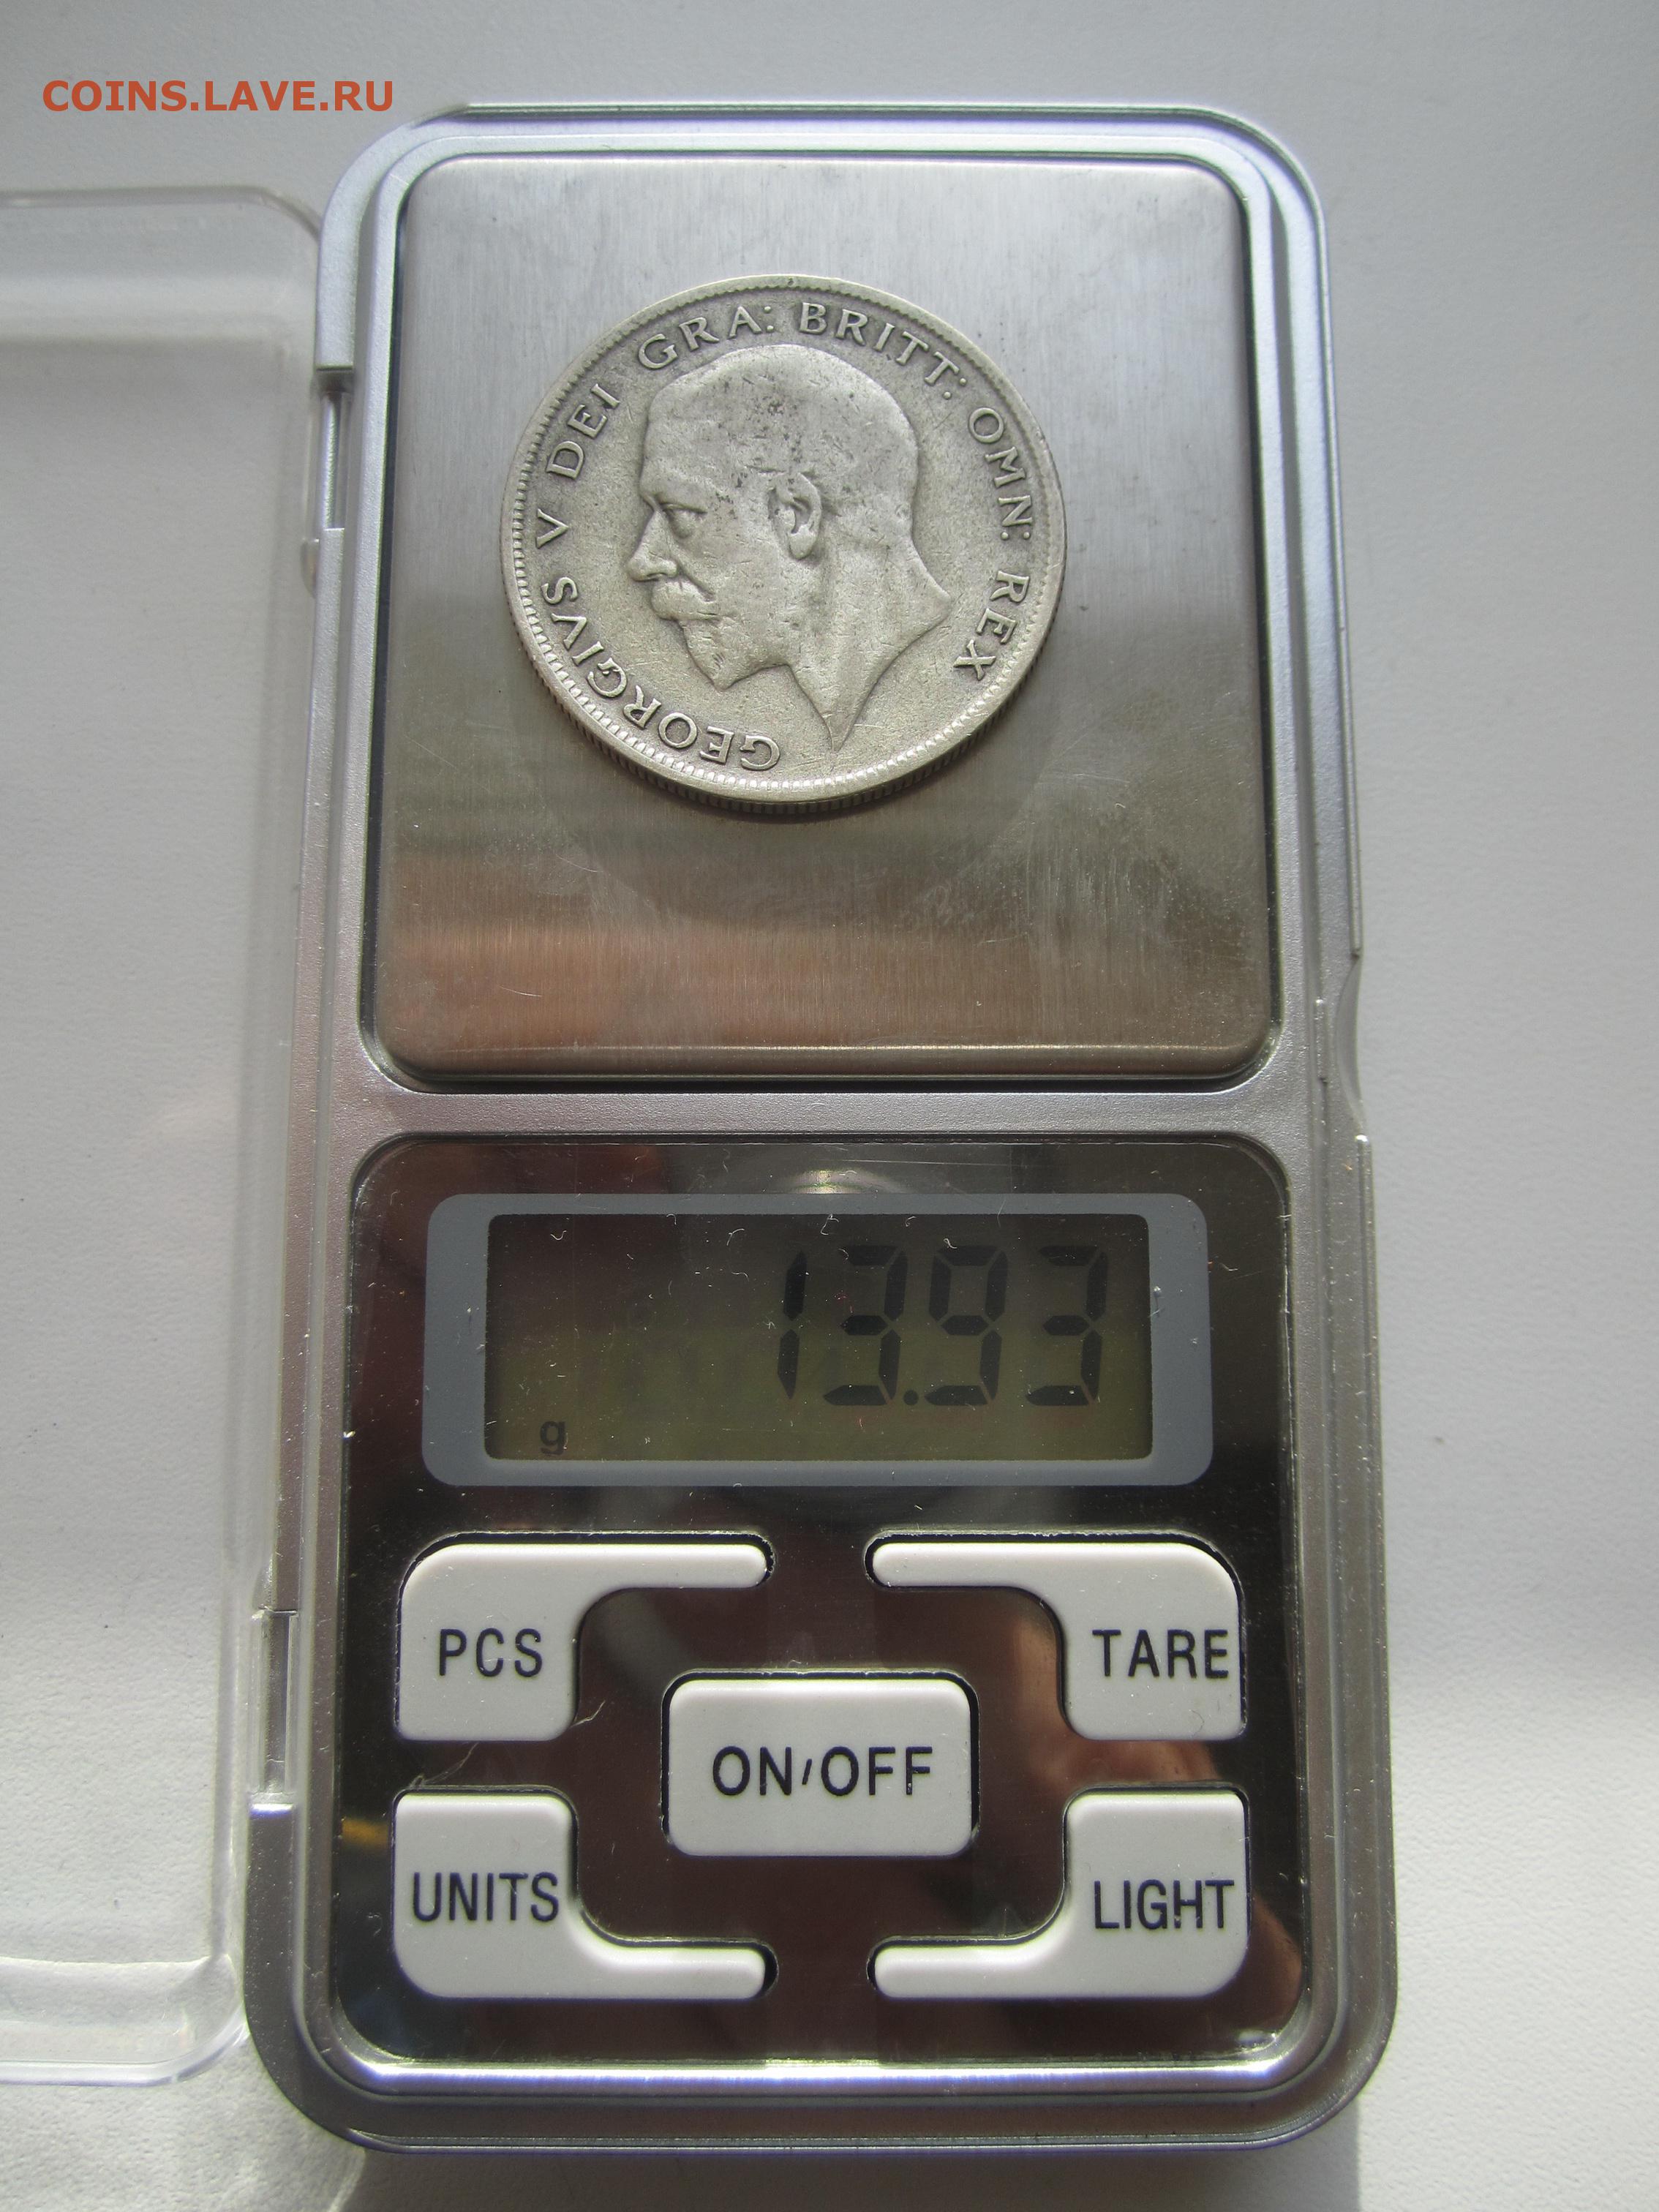 COINS.LAVE.RU
GEORGIVS V DEI GRA: BRITT: OMN: REX
13.93
g
PCS
TARE
ON/OFF
UNITS
LIGHT